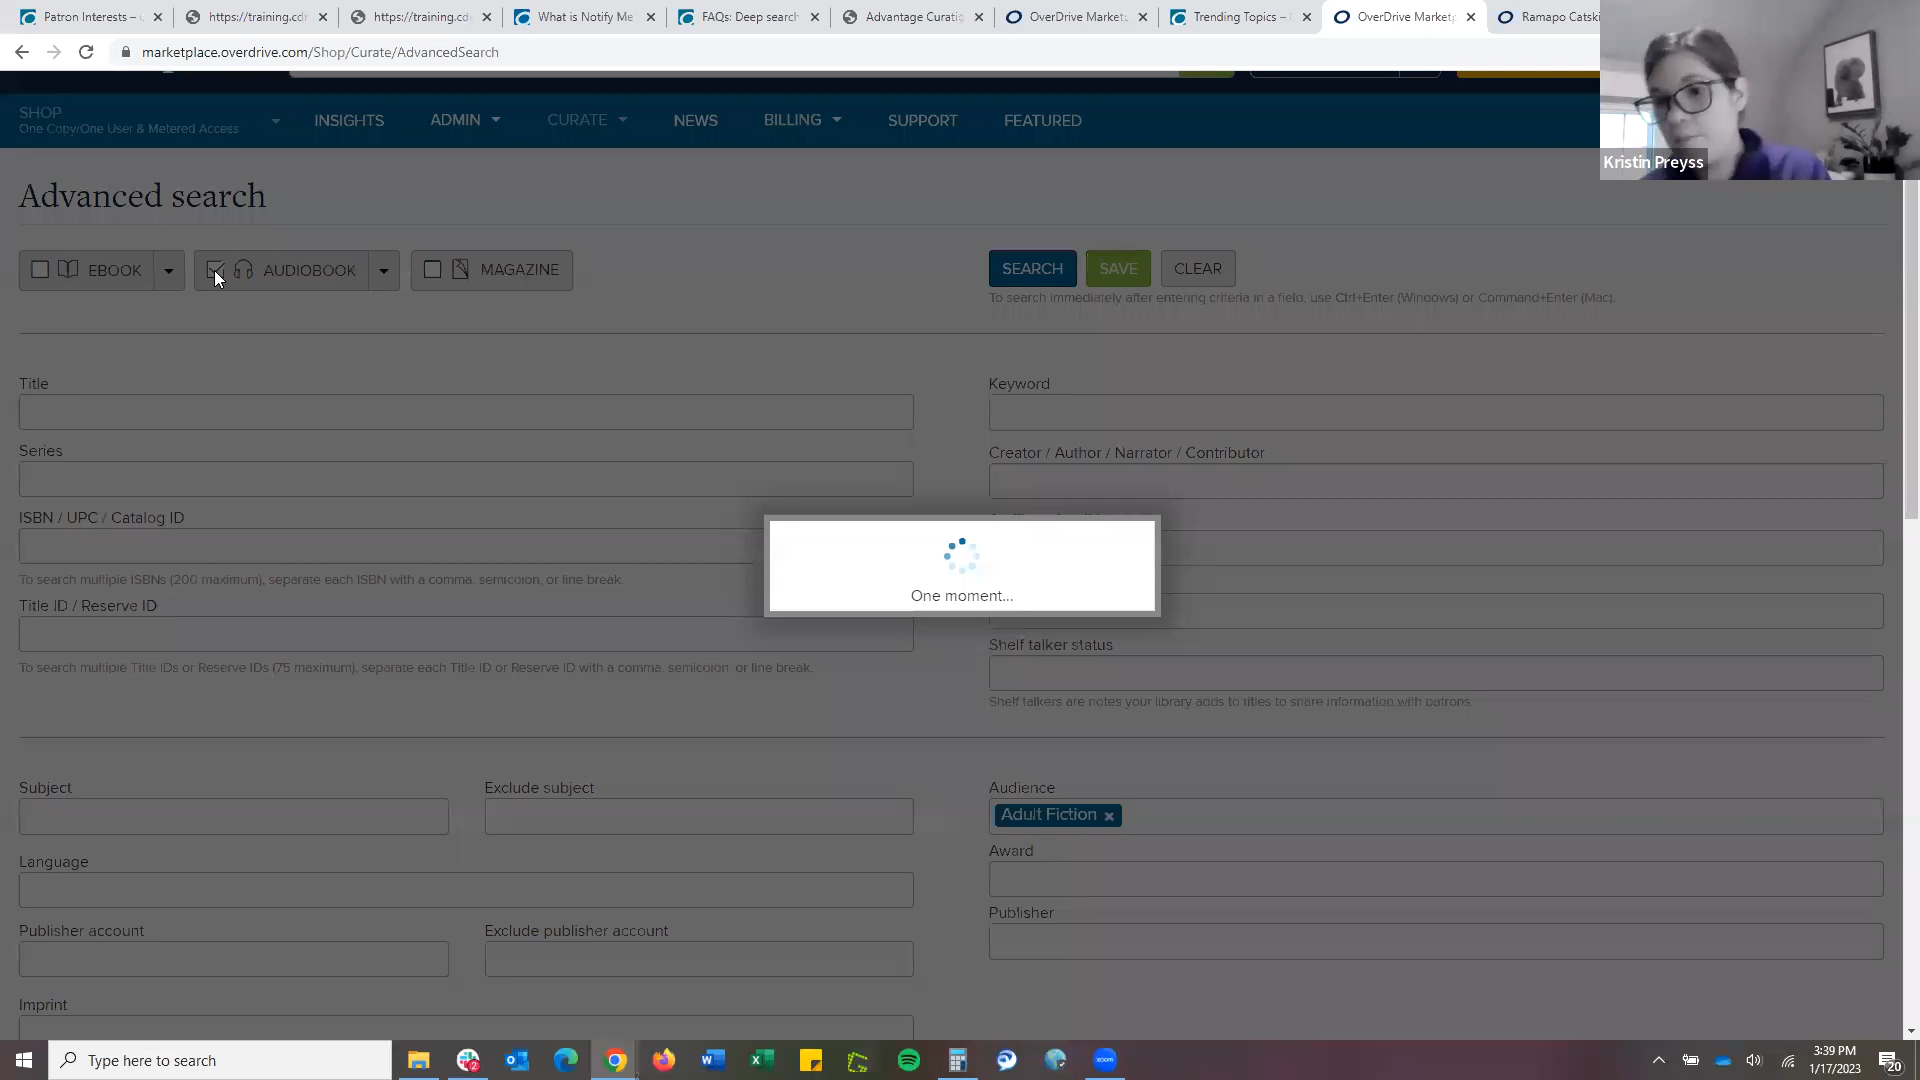 Patron Interests –
https://training.cd
https://training.cd
What is Notify Me
FAQs: Deep search
Advantage Curati
OverDrive Market
Trending Topics –
OverDrive Market
Ramapo Catski
marketplace.overdrive.com/Shop/Curate/AdvancedSearch
SHOP
One Copy/One User & Metered Access
INSIGHTS
ADMIN
CURATE
NEWS
BILLING
SUPPORT
FEATURED
Kristin Preyss
Advanced search
EBOOK
AUDIOBOOK
MAGAZINE
SEARCH
SAVE
CLEAR
To search immediately after entering criteria in a field, use Ctrl+Enter (Windows) or Command+Enter (Mac).
Title
Keyword
Series
Creator / Author / Narrator / Contributor
ISBN / UPC / Catalog ID
To search multiple ISBNs (200 maximum), separate each ISBN with a comma, semicolon, or line break.
One moment...
Title ID / Reserve ID
To search multiple Title IDs or Reserve IDs (75 maximum), separate each Title ID or Reserve ID with a comma, semicolon, or line break.
Shelf talker status
Shelf talkers are notes your library adds to titles to share information with patrons.
Subject
Exclude subject
Audience
Adult Fiction ×
Language
Award
Publisher account
Exclude publisher account
Publisher
Imprint
Type here to search
3:39 PM
1/17/2023
20